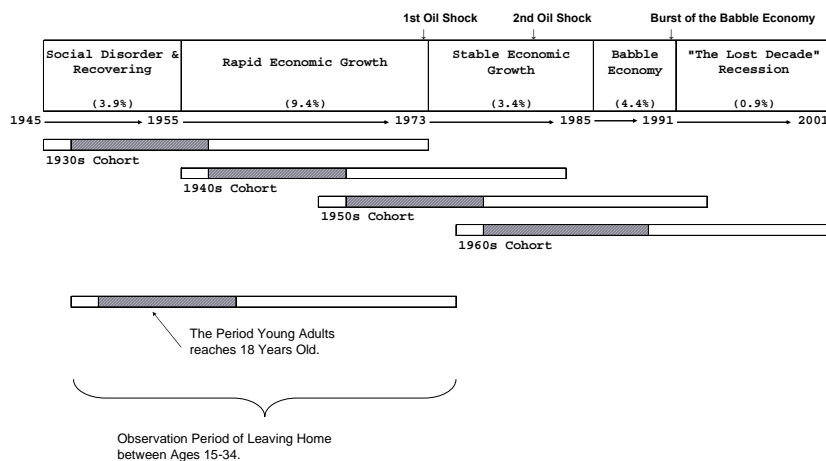 1st Oil Shock 2nd Oil Shock Burst of the Babble Economy
↓ ↓ ↓
Social Disorder & Recovering
(3.9%)
Rapid Economic Growth
(9.4%)
Stable Economic Growth
(3.4%)
Babble Economy
(4.4%)
"The Lost Decade" Recession
(0.9%)
1945 1955 1973 1985 1991 2001
1930s Cohort
1940s Cohort
1950s Cohort
1960s Cohort
The Period Young Adults
reaches 18 Years Old.
Observation Period of Leaving Home
between Ages 15-34.